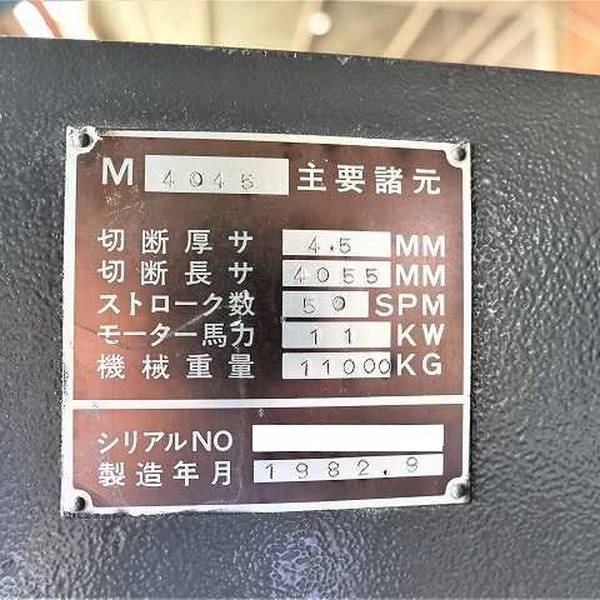 M 4045 主要諸元
切断厚サ 4.5 MM
切断長サ 4055 MM
ストローク数 50 SPM
モーター馬力 11 KW
機械重量 11000 KG
シリアルNO
製造年月 1982.9